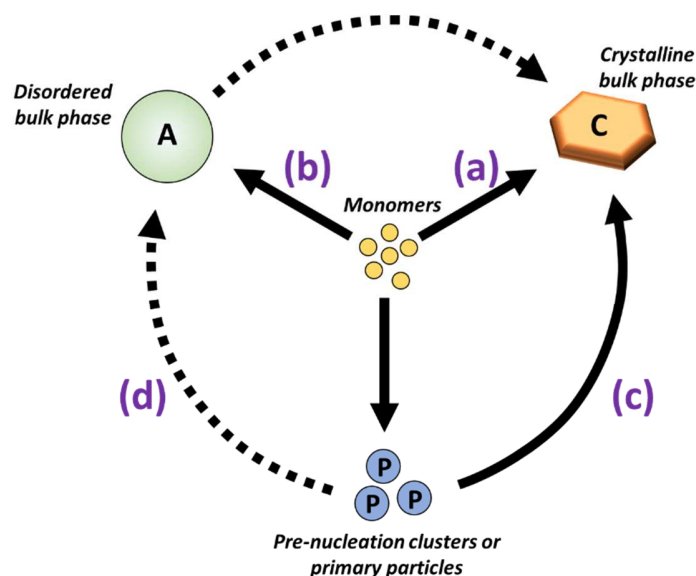 Disordered
bulk phase
A
Crystalline
bulk phase
C
(b)
(a)
Monomers
(d)
(c)
P
P
P
Pre-nucleation clusters or
primary particles